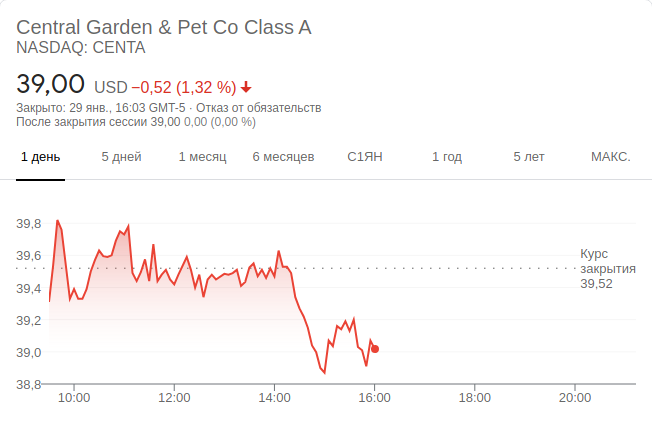 Central Garden & Pet Co Class A
NASDAQ: CENTA
39,00 USD −0,52 (1,32 %)
Закрыто: 29 янв., 16:03 GMT-5 · Отказ от обязательств
После закрытия сессии 39,00 0,00 (0,00 %)
1 день 5 дней 1 месяц 6 месяцев С1ЯН 1 год 5 лет МАКС.
39,8
39,6
39,4
39,2
39,0
38,8
Курс
закрытия
39,52
10:00 12:00 14:00 16:00 18:00 20:00